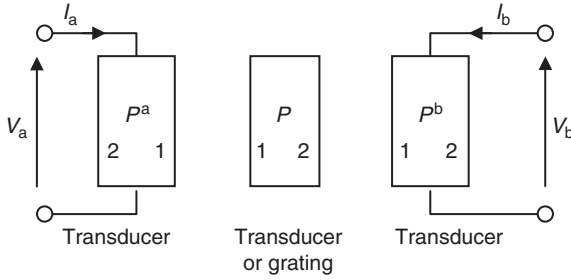 Ia Ib
Va Pa P Pb Vb
2 1 1 2 1 2
Transducer Transducer or grating Transducer